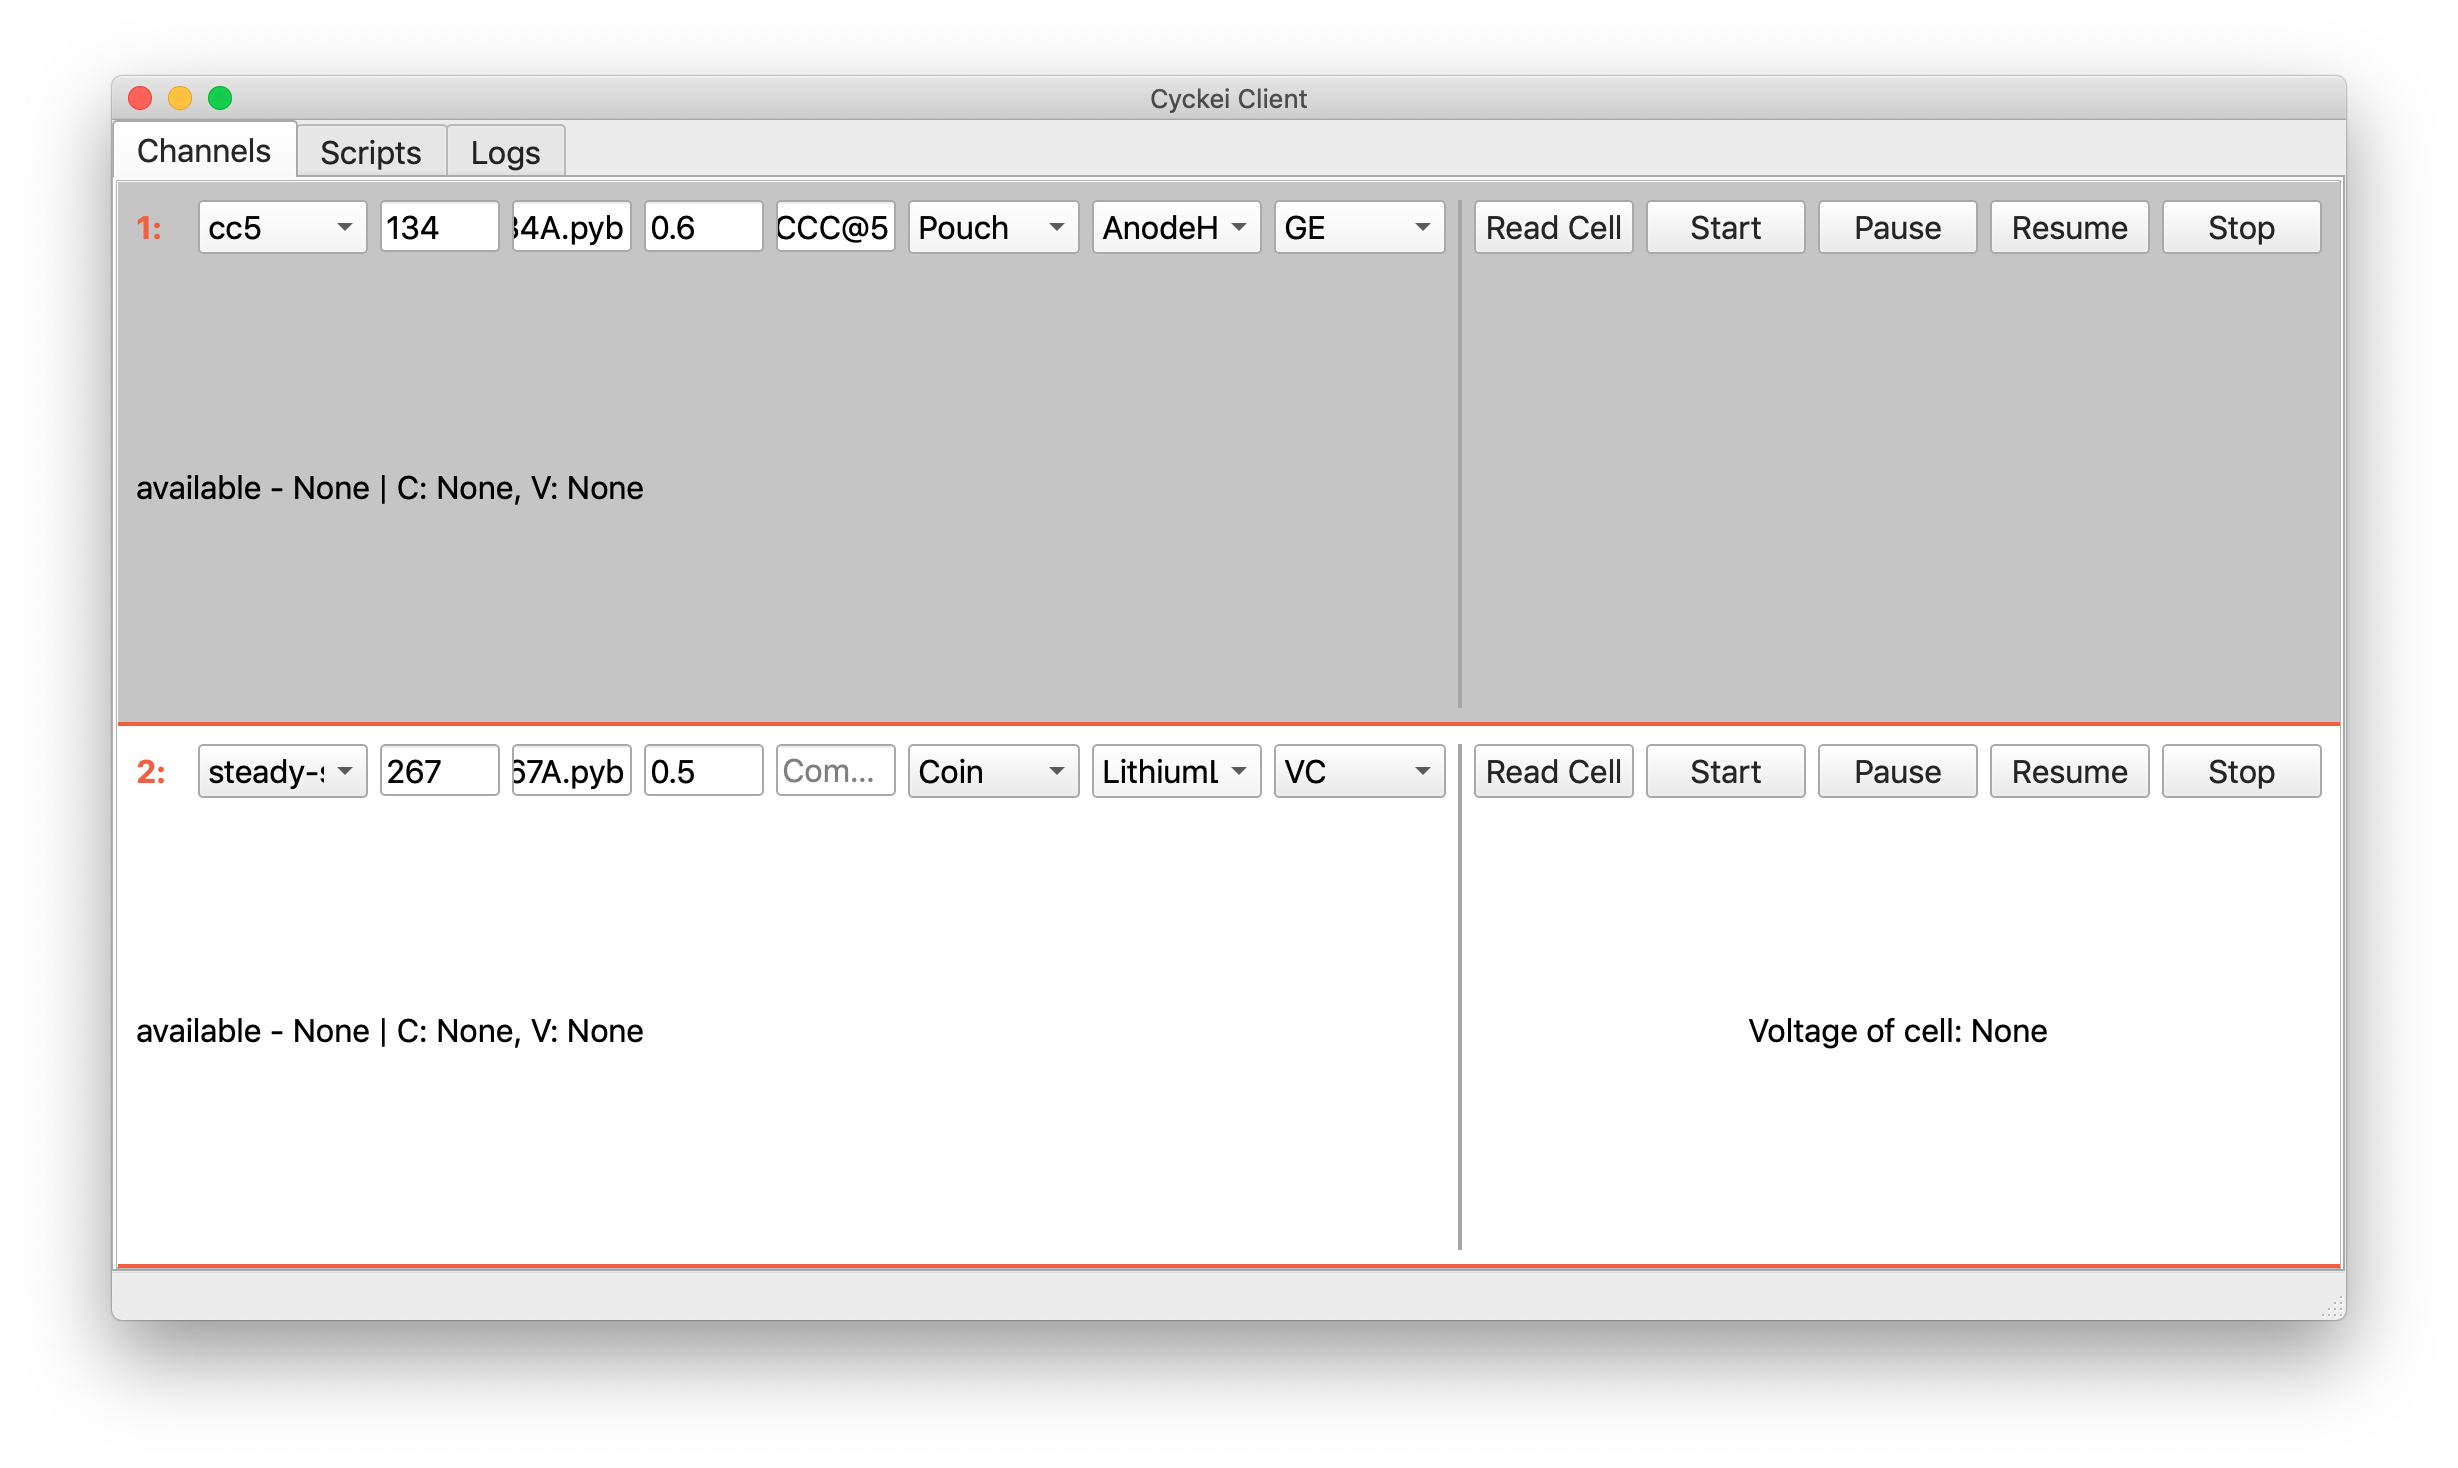 Cyckei Client
Channels Scripts Logs
1: cc5 134 34A.pyb 0.6 CCC@5 Pouch AnodeH GE Read Cell Start Pause Resume Stop
available - None | C: None, V: None
2: steady-s 267 67A.pyb 0.5 Com... Coin LithiumL VC Read Cell Start Pause Resume Stop
available - None | C: None, V: None Voltage of cell: None